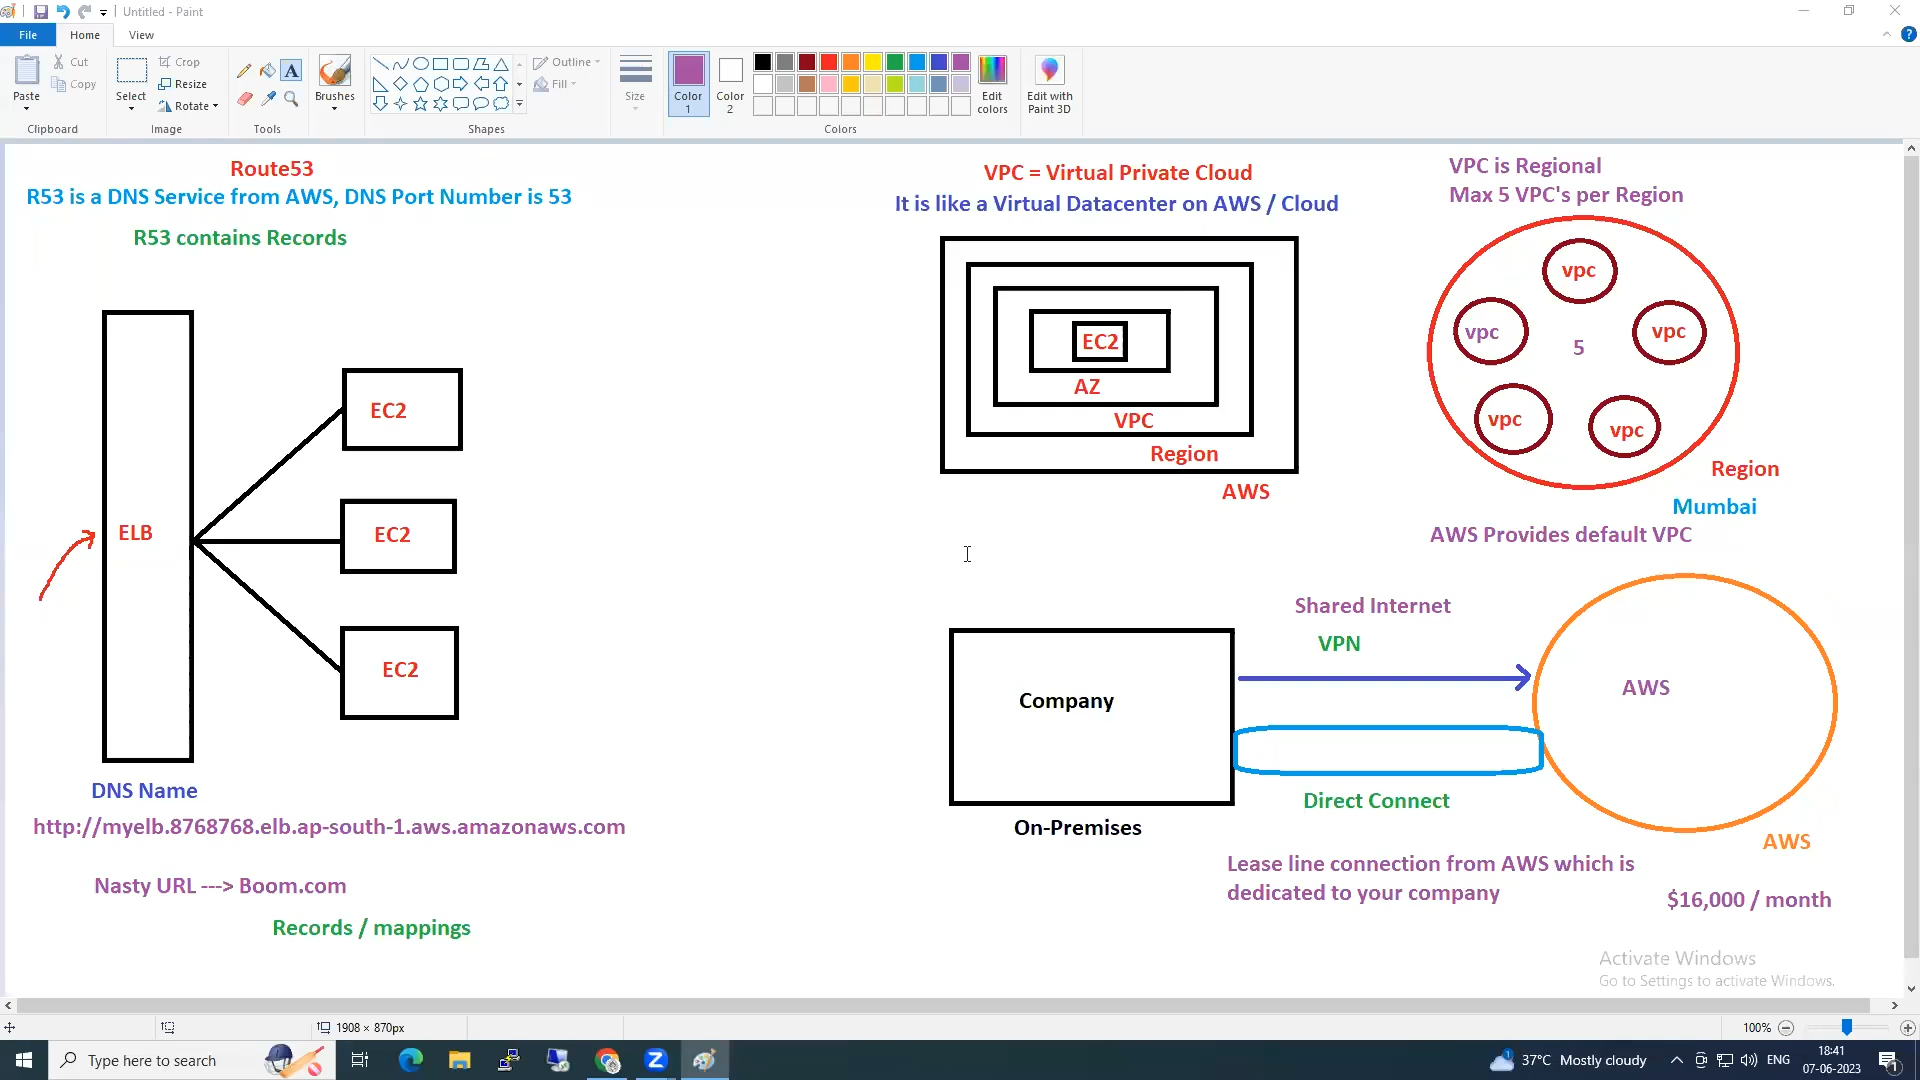 Untitled - Paint
File
Home
View
Paste
Cut
Copy
Clipboard
Select
Crop
Resize
Rotate
Image
A
Tools
Brushes
Shapes
Outline
Fill
Size
Color
1
Color
2
Edit
colors
Edit with
Paint 3D
Colors
Route53
R53 is a DNS Service from AWS, DNS Port Number is 53
R53 contains Records
ELB
EC2
EC2
EC2
DNS Name
http://myelb.8768768.elb.ap-south-1.aws.amazonaws.com
Nasty URL ---> Boom.com
Records / mappings
VPC = Virtual Private Cloud
It is like a Virtual Datacenter on AWS / Cloud
EC2
AZ
VPC
Region
AWS
VPC is Regional
Max 5 VPC's per Region
vpc
vpc
vpc
5
vpc
vpc
Region
Mumbai
AWS Provides default VPC
Shared Internet
VPN
Company
AWS
Direct Connect
On-Premises
AWS
Lease line connection from AWS which is
dedicated to your company
$16,000 / month
Activate Windows
Go to Settings to activate Windows.
1908 × 870px
100%
Type here to search
37°C Mostly cloudy
ENG
18:41
07-06-2023